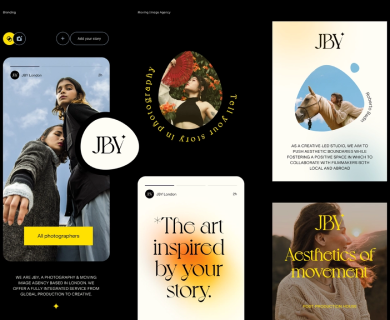 Branding
Moving Image Agency
Add your story
JBY London
JBY
All photographers
WE ARE JBY, A PHOTOGRAPHY & MOVING
IMAGE AGENCY BASED IN LONDON. WE
OFFER A FULLY INTEGRATED SERVICE FROM
GLOBAL PRODUCTION TO CREATIVE.
Tell your story in photography
JBY London
*The art
inspired
by your
story.
JBY
AS A CREATIVE LED STUDIO, WE AIM TO
PUSH AESTHETIC BOUNDARIES WHILE
FOSTERING A POSITIVE SPACE IN WHICH TO
COLLABORATE WITH FILMMAKERS BOTH
LOCAL AND ABROAD
JBY
Aesthetics of
movement